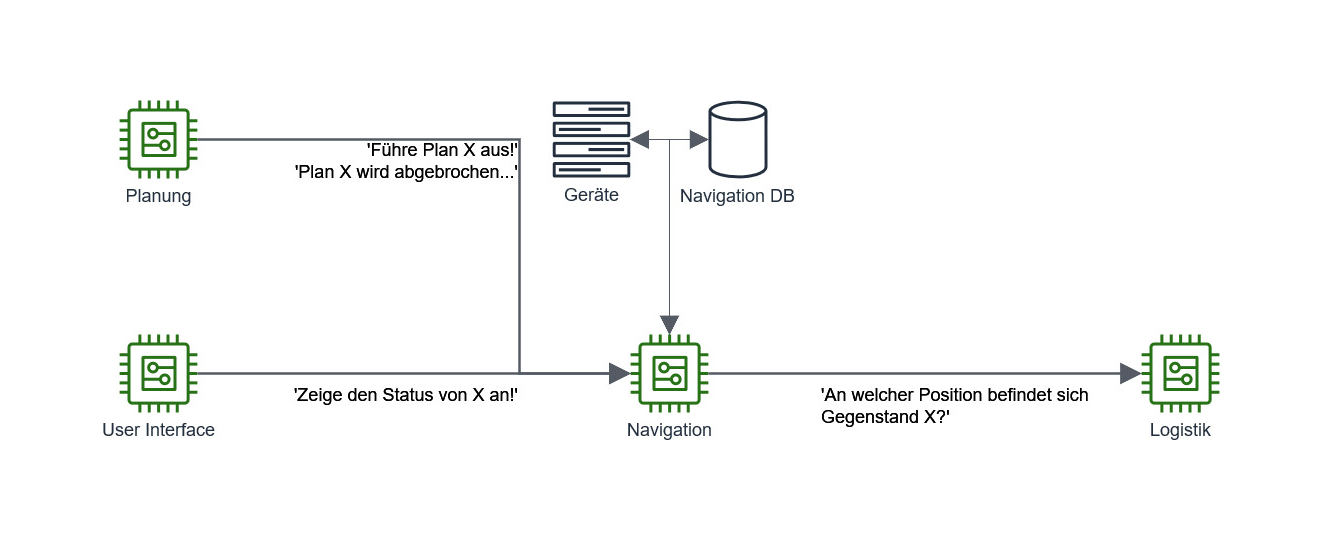 'Führe Plan X aus!'
'Plan X wird abgebrochen...'
Planung
Geräte
Navigation DB
'Zeige den Status von X an!'
'An welcher Position befindet sich
Gegenstand X?'
User Interface
Navigation
Logistik